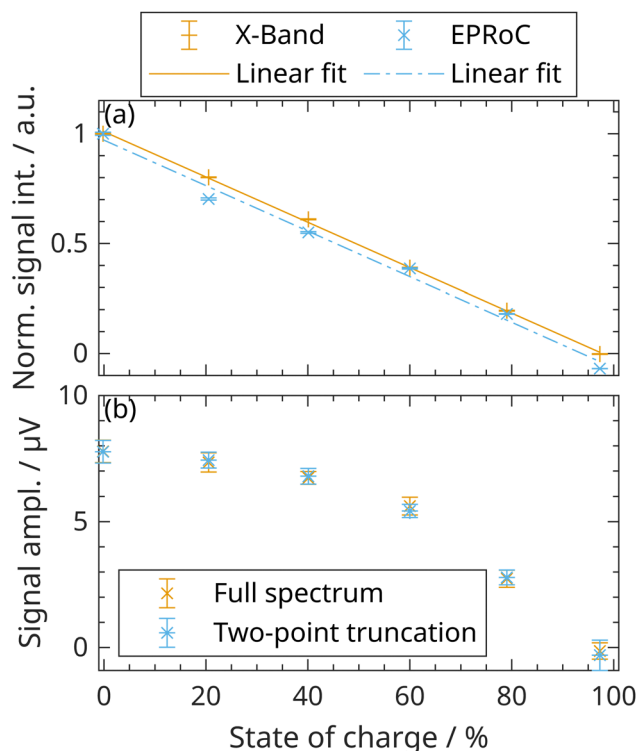 X-Band EPRoC
Linear fit Linear fit
(a)
Norm. signal int. / a.u.
1
0.5
0
(b)
Signal ampl. / µV
10
5
0
Full spectrum
Two-point truncation
0 20 40 60 80 100
State of charge / %